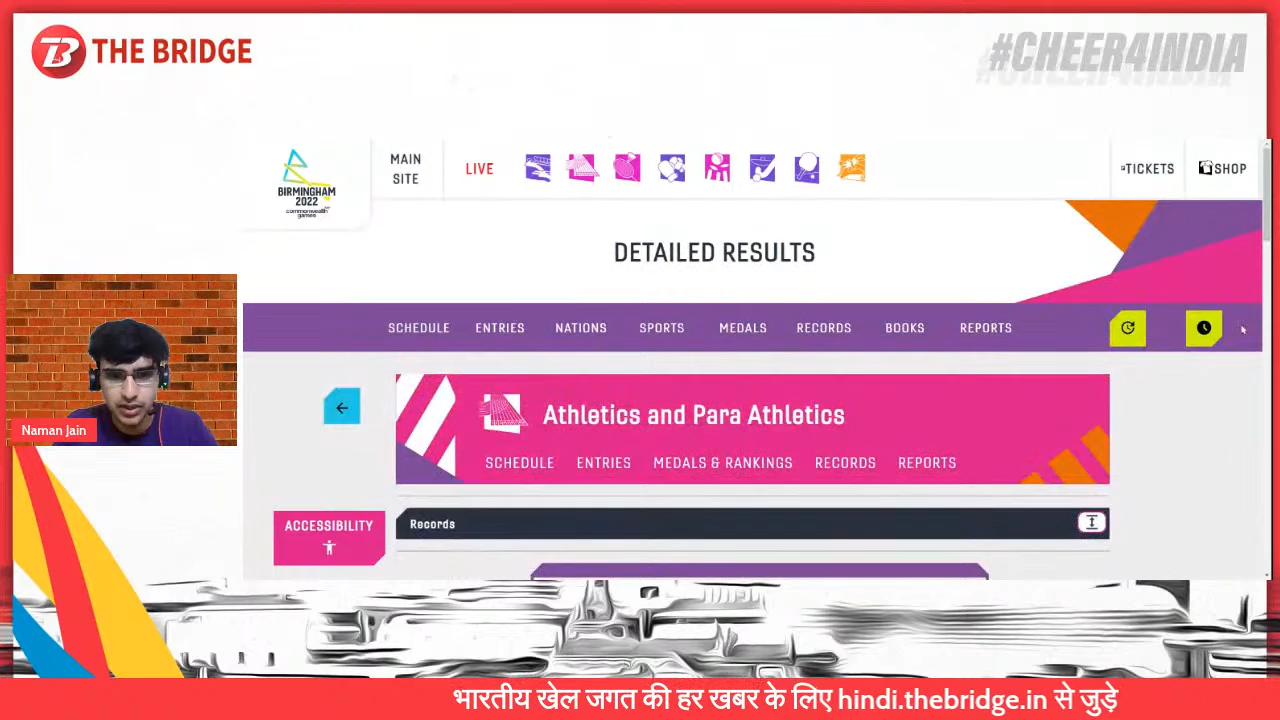 THE BRIDGE
#CHEER4INDIA
MAIN SITE
LIVE
TICKETS
SHOP
BIRMINGHAM
2022
commonwealth
games
DETAILED RESULTS
SCHEDULE ENTRIES NATIONS SPORTS MEDALS RECORDS BOOKS REPORTS
Athletics and Para Athletics
SCHEDULE ENTRIES MEDALS & RANKINGS RECORDS REPORTS
Naman Jain
ACCESSIBILITY
Records
भारतीय खेल जगत की हर खबर के लिए hindi.thebridge.in से जुड़े